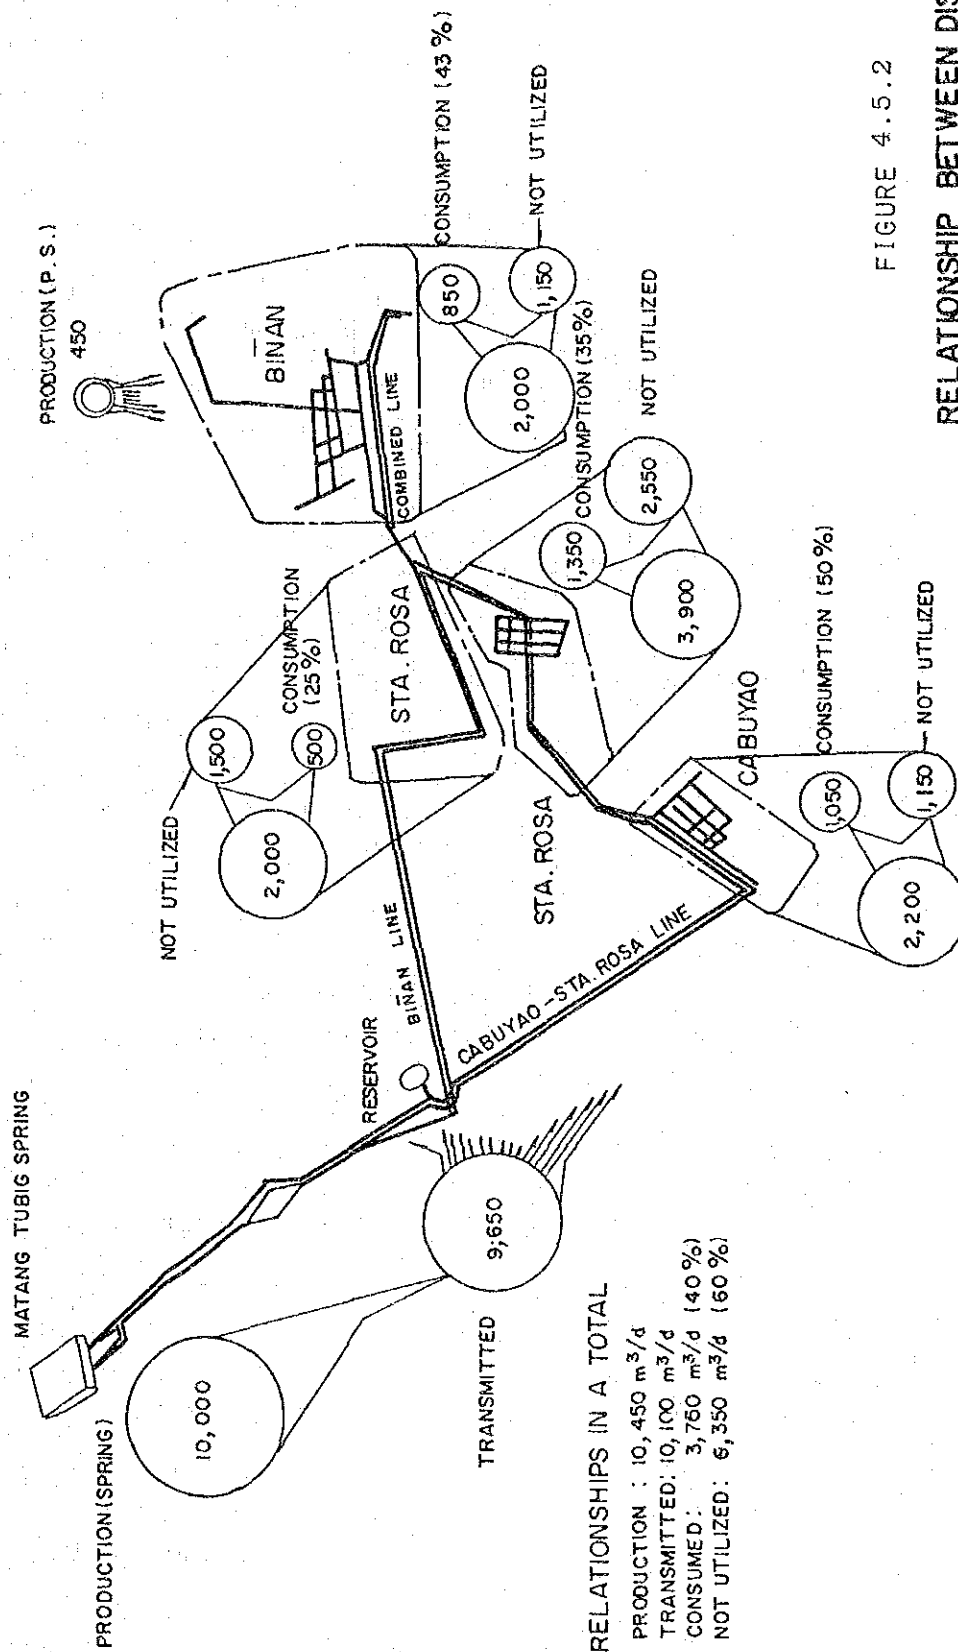 MATANG TUBIG SPRING
PRODUCTION (SPRING)
10,000
TRANSMITTED
9,650
RESERVOIR
BIÑAN LINE
CABUYAO-STA. ROSA LINE
NOT UTILIZED
1,500
2,000
500
CONSUMPTION
(25%)
STA. ROSA
STA. ROSA
PRODUCTION (P.S.)
450
BIÑAN
COMBINED LINE
CONSUMPTION (43%)
850
2,000
1,150
NOT UTILIZED
CONSUMPTION (35%)
1,350
3,900
2,550
NOT UTILIZED
CABUYAO
CONSUMPTION (50%)
1,050
2,200
1,150
NOT UTILIZED
RELATIONSHIPS IN A TOTAL
PRODUCTION : 10,450 m³/d
TRANSMITTED: 10,100 m³/d
CONSUMED: 3,760 m³/d (40%)
NOT UTILIZED: 6,350 m³/d (60%)
FIGURE 4.5.2
RELATIONSHIP BETWEEN